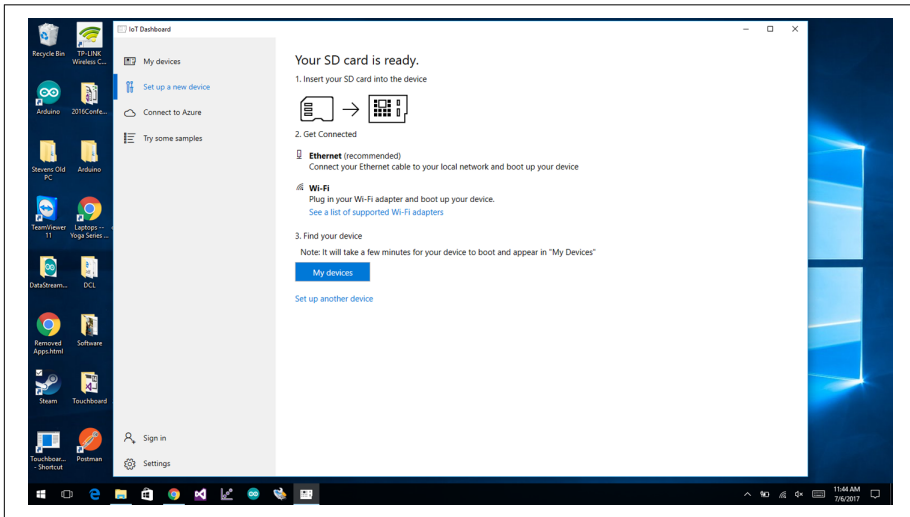 Recycle Bin
TP-LINK
Wireless C...
Arduino
2016Confe...
Stevens Old
PC
Arduino
TeamViewer
11
Laptops --
Yoga Series ...
DataStream...
DCL
Removed
Apps.html
Software
Steam
Touchboard
Touchboar...
- Shortcut
Postman
IoT Dashboard
My devices
Set up a new device
Connect to Azure
Try some samples
Sign in
Settings
Your SD card is ready.
1. Insert your SD card into the device
2. Get Connected
Ethernet (recommended)
Connect your Ethernet cable to your local network and boot up your device
Wi-Fi
Plug in your Wi-Fi adapter and boot up your device.
See a list of supported Wi-Fi adapters
3. Find your device
Note: It will take a few minutes for your device to boot and appear in "My Devices"
My devices
Set up another device
11:44 AM
7/6/2017